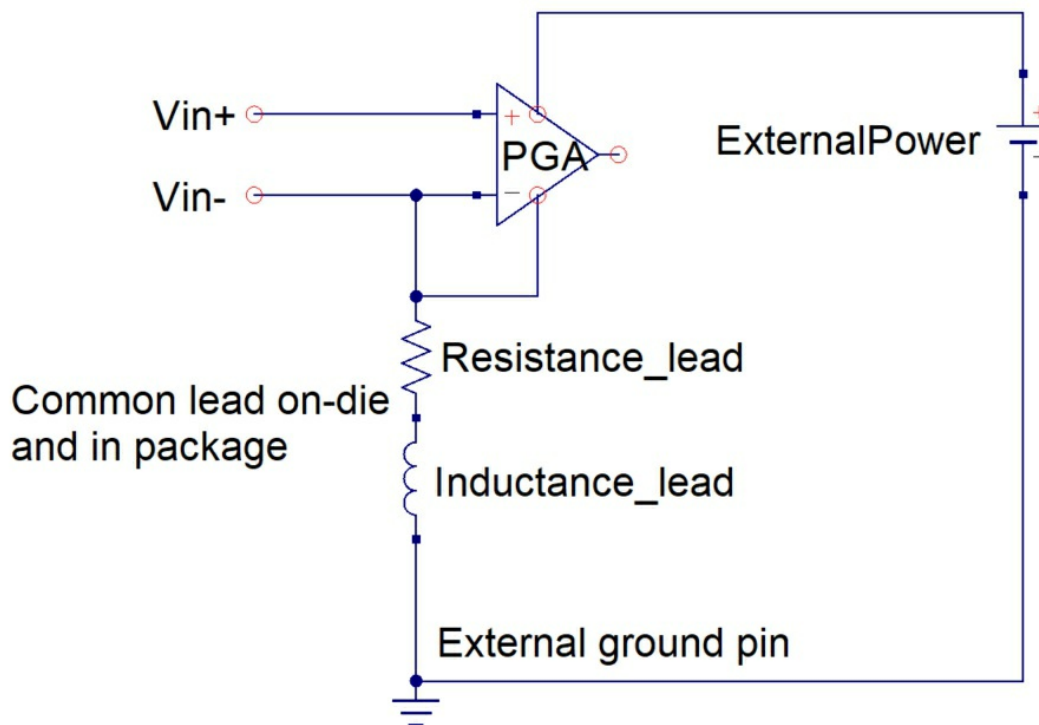 Vin+
+
PGA
ExternalPower
+
Vin-
−
−
Resistance_lead
Common lead on-die
and in package
Inductance_lead
External ground pin